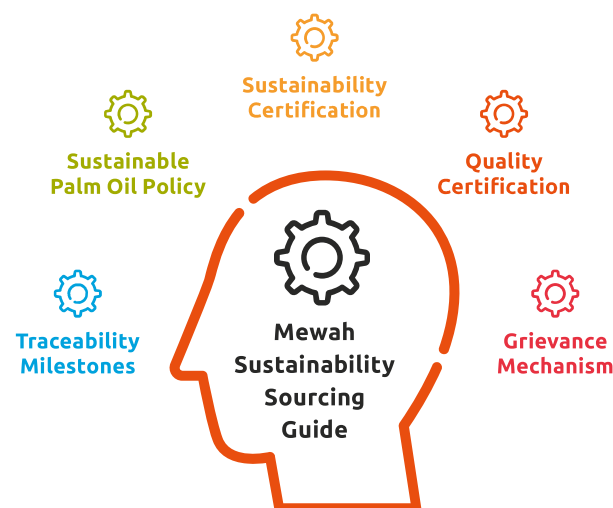 Sustainability
Certification
Sustainable
Palm Oil Policy
Quality
Certification
Traceability
Milestones
Mewah
Sustainability
Sourcing
Guide
Grievance
Mechanism